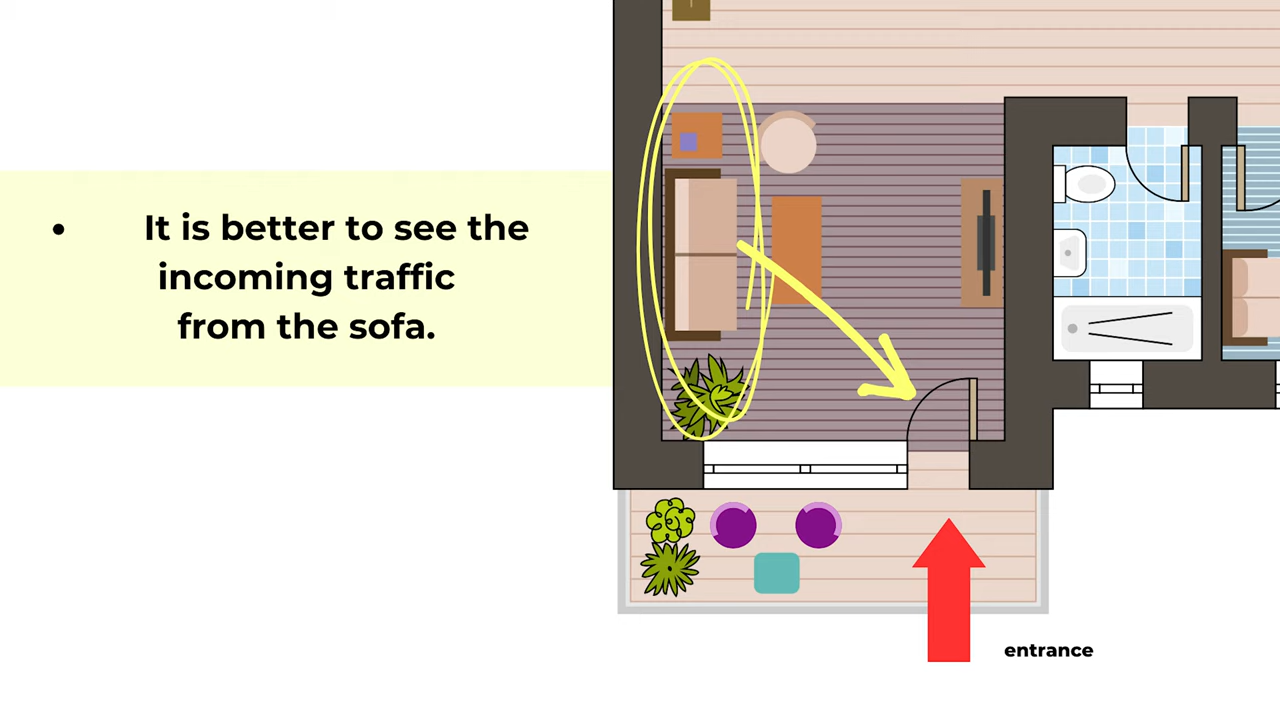 • It is better to see the
incoming traffic
from the sofa.
entrance